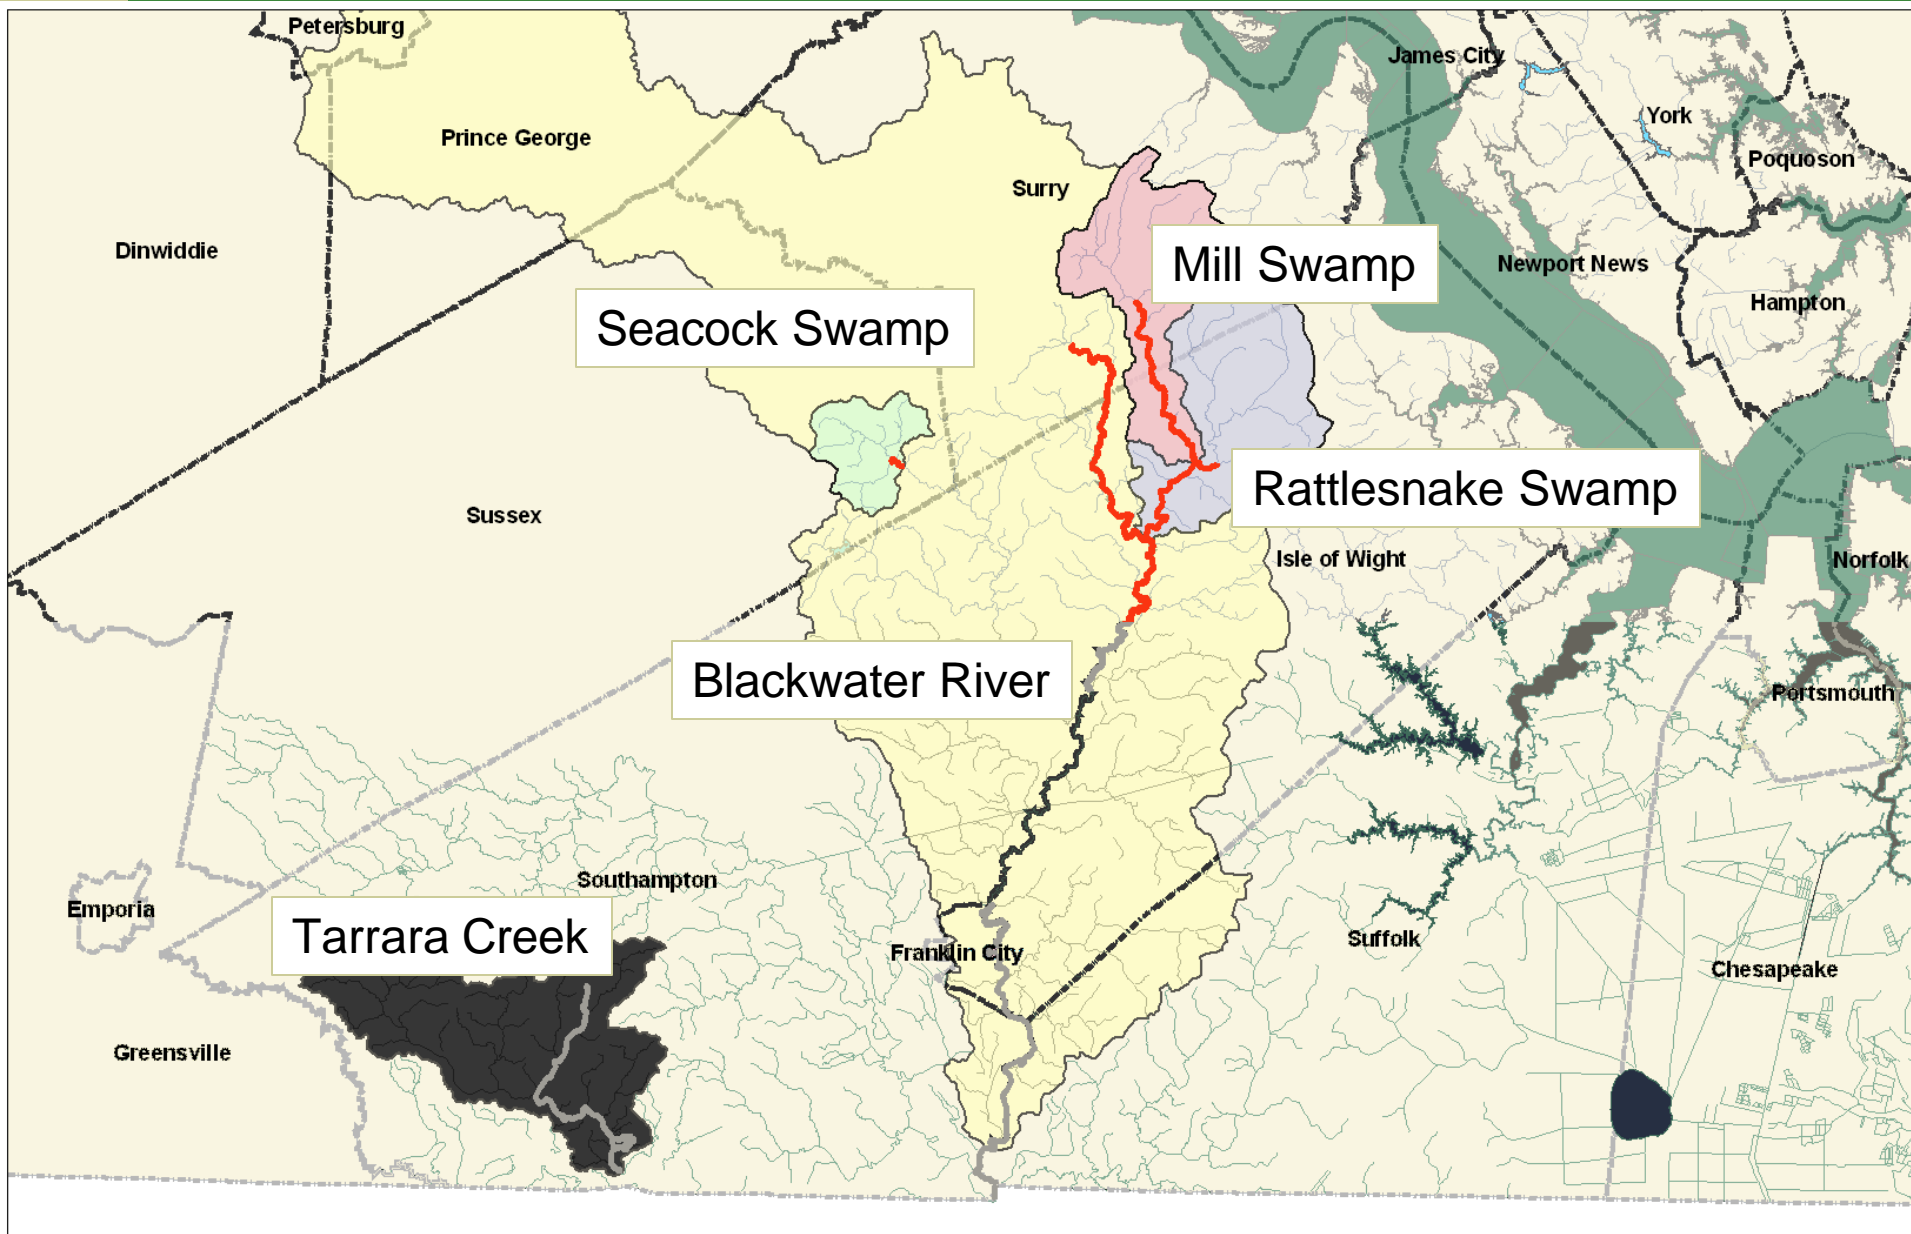 Petersburg
James City
York
Prince George
Poquoson
Surry
Dinwiddie
Mill Swamp
Newport News
Hampton
Seacock Swamp
Rattlesnake Swamp
Sussex
Isle of Wight
Norfolk
Blackwater River
Portsmouth
Southampton
Emporia
Tarrara Creek
Suffolk
Franklin City
Chesapeake
Greensville